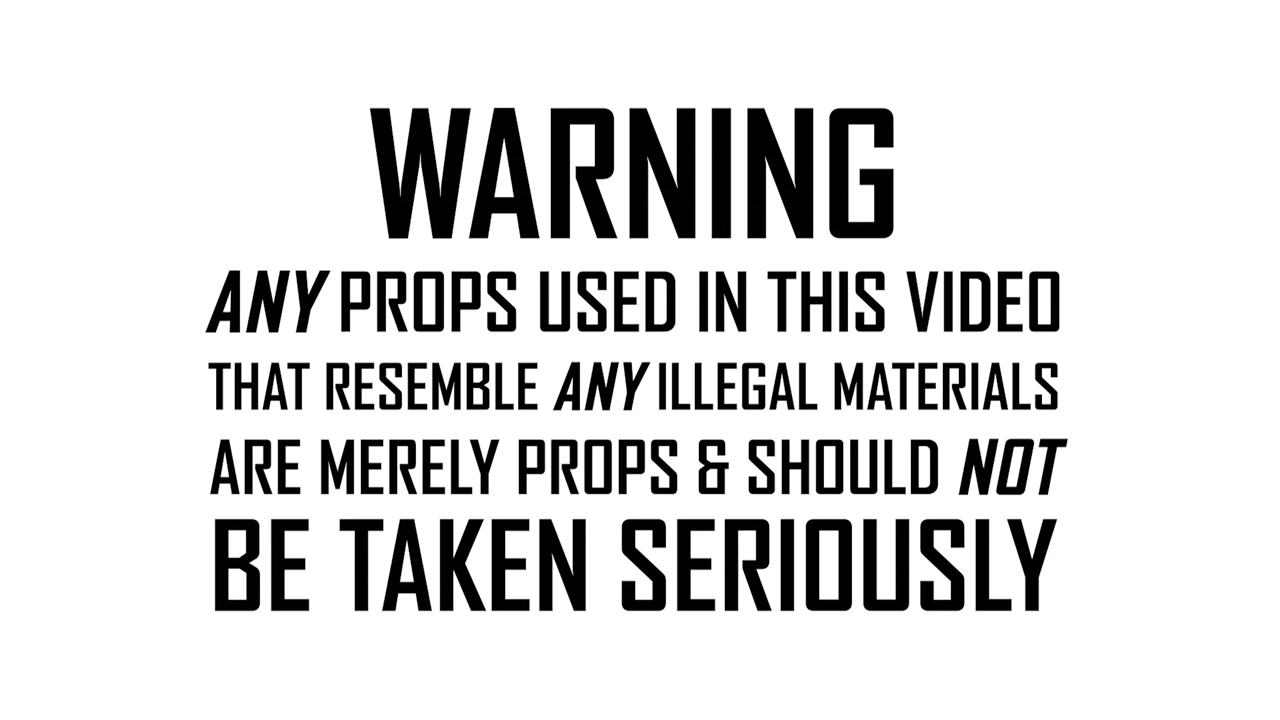 WARNING
ANY PROPS USED IN THIS VIDEO
THAT RESEMBLE ANY ILLEGAL MATERIALS
ARE MERELY PROPS & SHOULD NOT
BE TAKEN SERIOUSLY